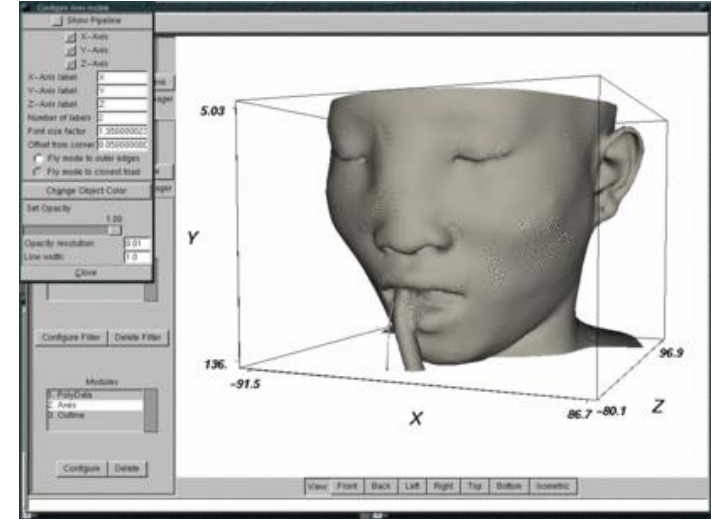 Configure Axis module
Show Pipeline
X-Axis
Y-Axis
Z-Axis
X-Axis label: X
Y-Axis label: Y
Z-Axis label: Z
Number of labels 2
Font size factor
Offset from corner
Fly mode to outer edges
Fly mode to closest triad
Change Object Color
Set Opacity
1.00
Opacity resolution: 0.01
Line width: 1.0
Close
Configure Filter Delete Filter
Modules
1. PolyData
2. Axes
3. Outline
Configure Delete
5.03
Y
136.
-91.5
X
86.7 -80.1
Z
96.9
View: Front Back Left Right Top Bottom Isometric